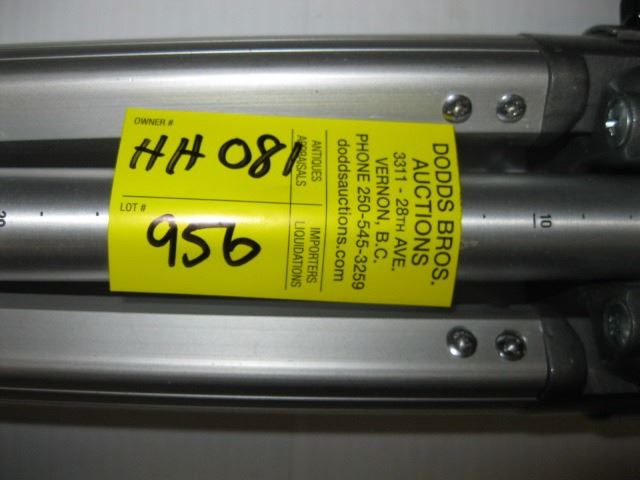 OWNER #
HH 081
LOT #
956
ANTIQUES
APPRAISALS
IMPORTERS
LIQUIDATIONS
DODDS BROS.
AUCTIONS
3311 - 28TH AVE.
VERNON, B.C.
PHONE 250-545-3259
doddsauctions.com
20
10